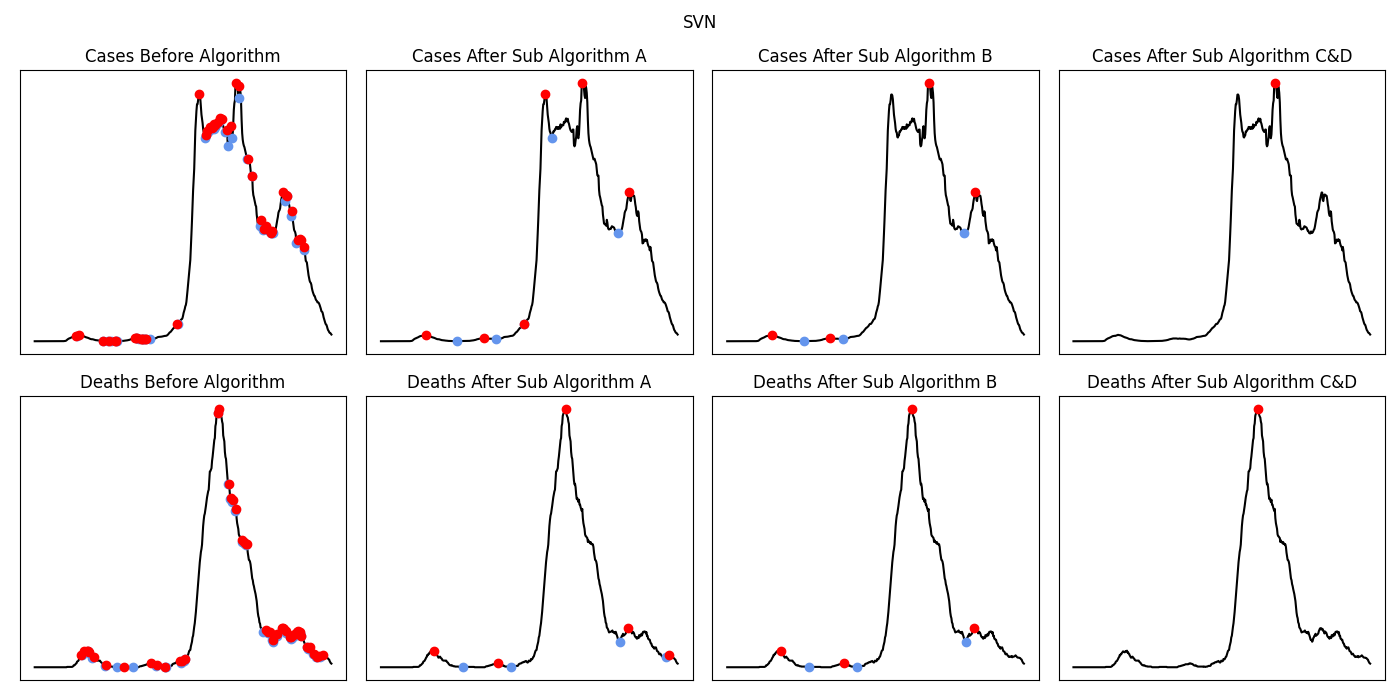 SVN
Cases Before Algorithm
Cases After Sub Algorithm A
Cases After Sub Algorithm B
Cases After Sub Algorithm C&D
Deaths Before Algorithm
Deaths After Sub Algorithm A
Deaths After Sub Algorithm B
Deaths After Sub Algorithm C&D